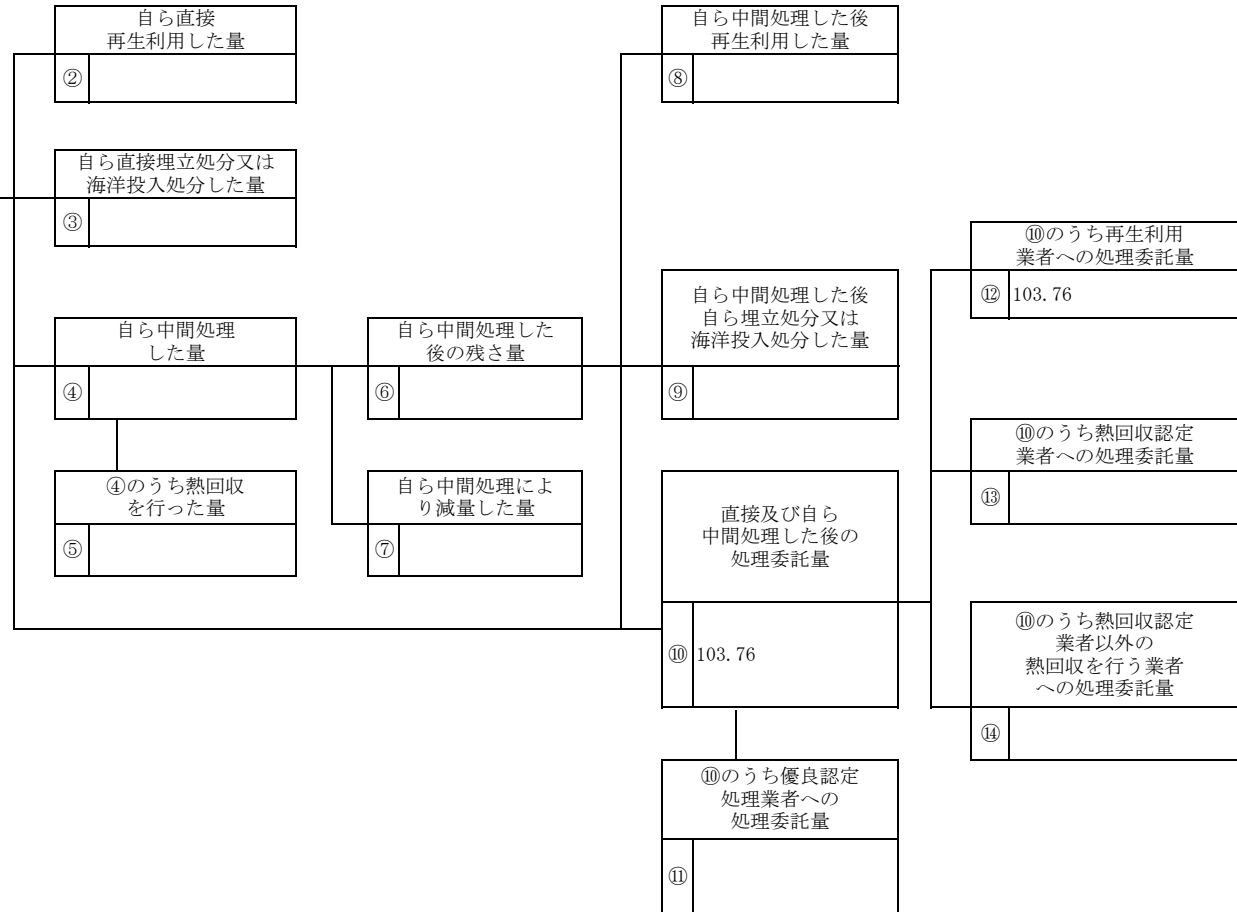 自ら直接
再生利用した量
②
自ら中間処理した後
再生利用した量
⑧
自ら直接埋立処分又は
海洋投入処分した量
③
⑩のうち再生利用
業者への処理委託量
⑫ 103.76
自ら中間処理
した量
④
自ら中間処理した
後の残さ量
⑥
自ら中間処理した後
自ら埋立処分又は
海洋投入処分した量
⑨
⑩のうち熱回収認定
業者への処理委託量
⑬
④のうち熱回収
を行った量
⑤
自ら中間処理によ
り減量した量
⑦
直接及び自ら
中間処理した後の
処理委託量
⑩ 103.76
⑩のうち熱回収認定
業者以外の
熱回収を行う業者
への処理委託量
⑭
⑩のうち優良認定
処理業者への
処理委託量
⑪